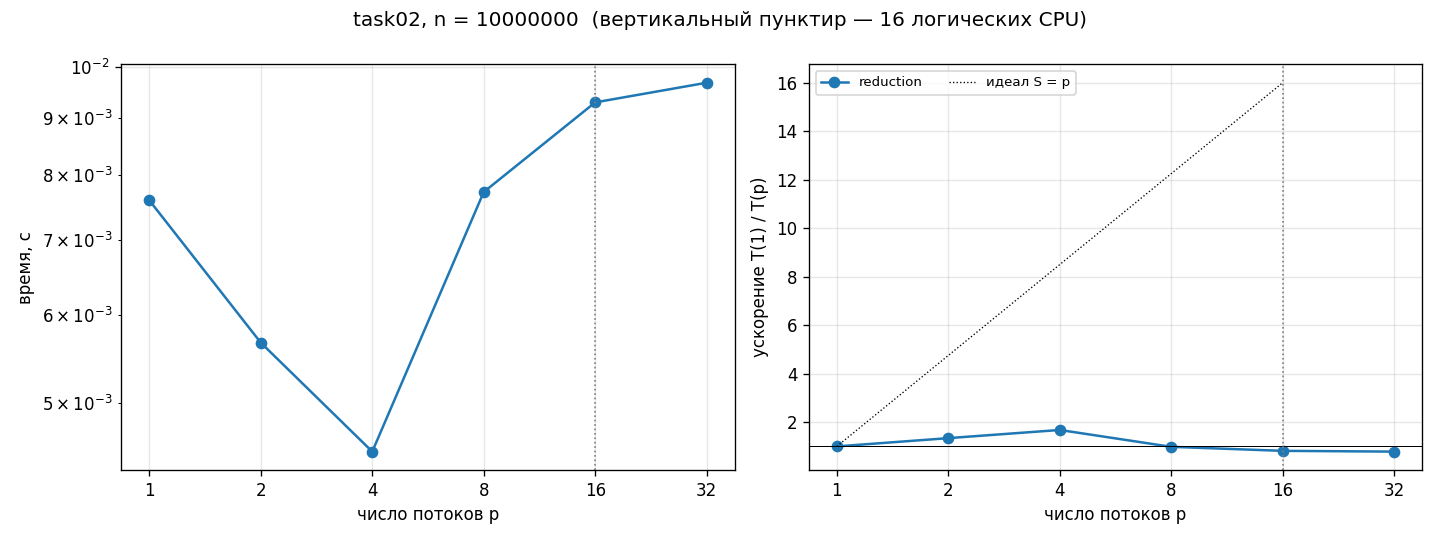 task02, n = 10000000  (вертикальный пунктир — 16 логических CPU)
10⁻²
9 × 10⁻³
8 × 10⁻³
7 × 10⁻³
6 × 10⁻³
5 × 10⁻³
время, с
1 2 4 8 16 32
число потоков p
reduction
идеал S = p
16
14
12
10
8
6
4
2
ускорение T(1) / T(p)
1 2 4 8 16 32
число потоков p